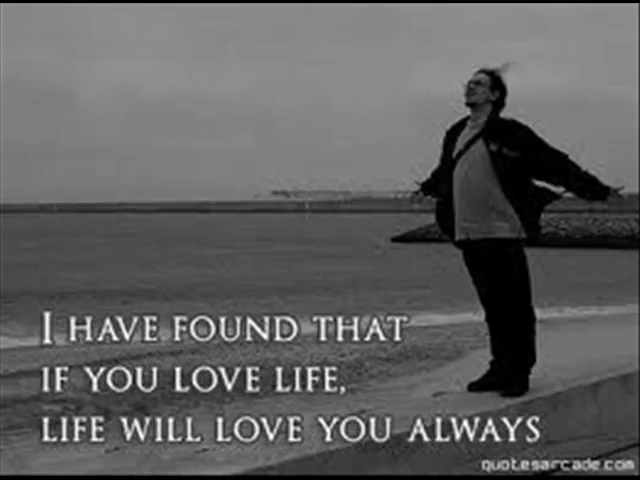 I HAVE FOUND THAT
IF YOU LOVE LIFE,
LIFE WILL LOVE YOU ALWAYS
quotesarcade.com